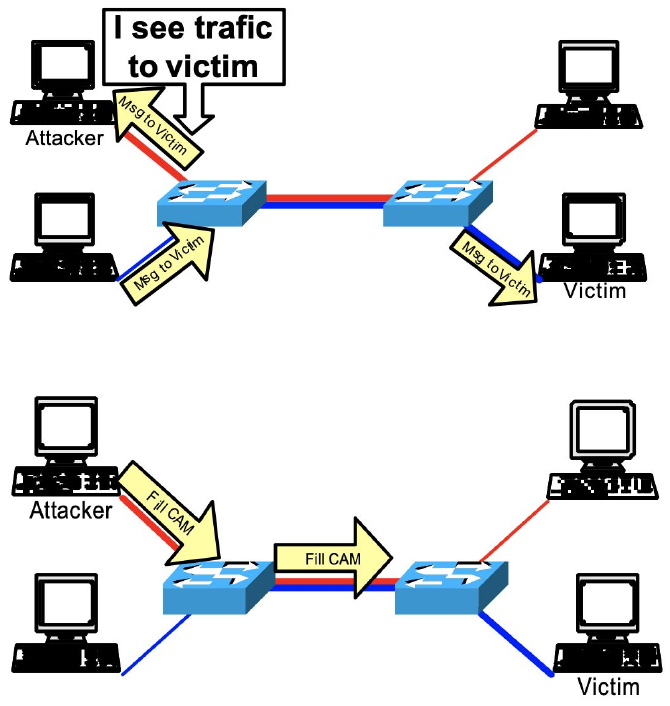 I see trafic
to victim
Msg to Victim
Attacker
Msg to Victim
Msg to Victim
Victim
Attacker
Fill CAM
Fill CAM
Victim